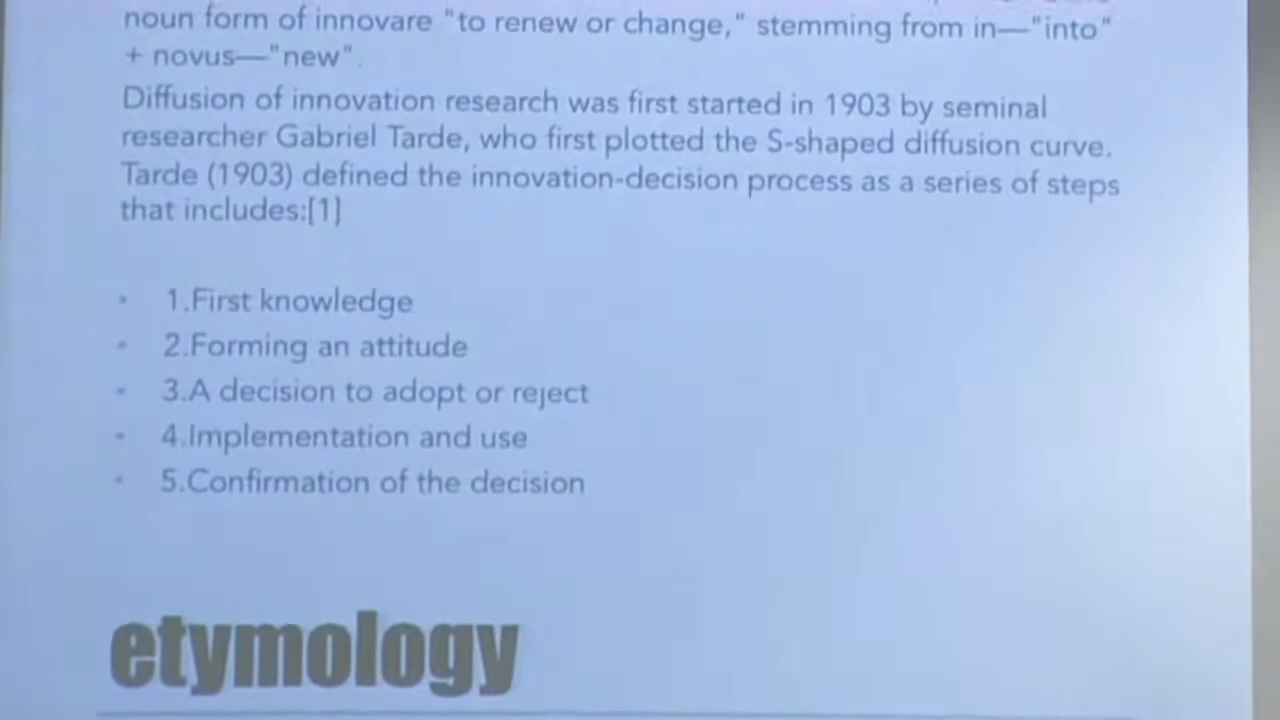 noun form of innovare "to renew or change," stemming from in—"into"
+ novus—"new".
Diffusion of innovation research was first started in 1903 by seminal
researcher Gabriel Tarde, who first plotted the S-shaped diffusion curve.
Tarde (1903) defined the innovation-decision process as a series of steps
that includes:[1]
• 1.First knowledge
• 2.Forming an attitude
• 3.A decision to adopt or reject
• 4.Implementation and use
• 5.Confirmation of the decision
etymology